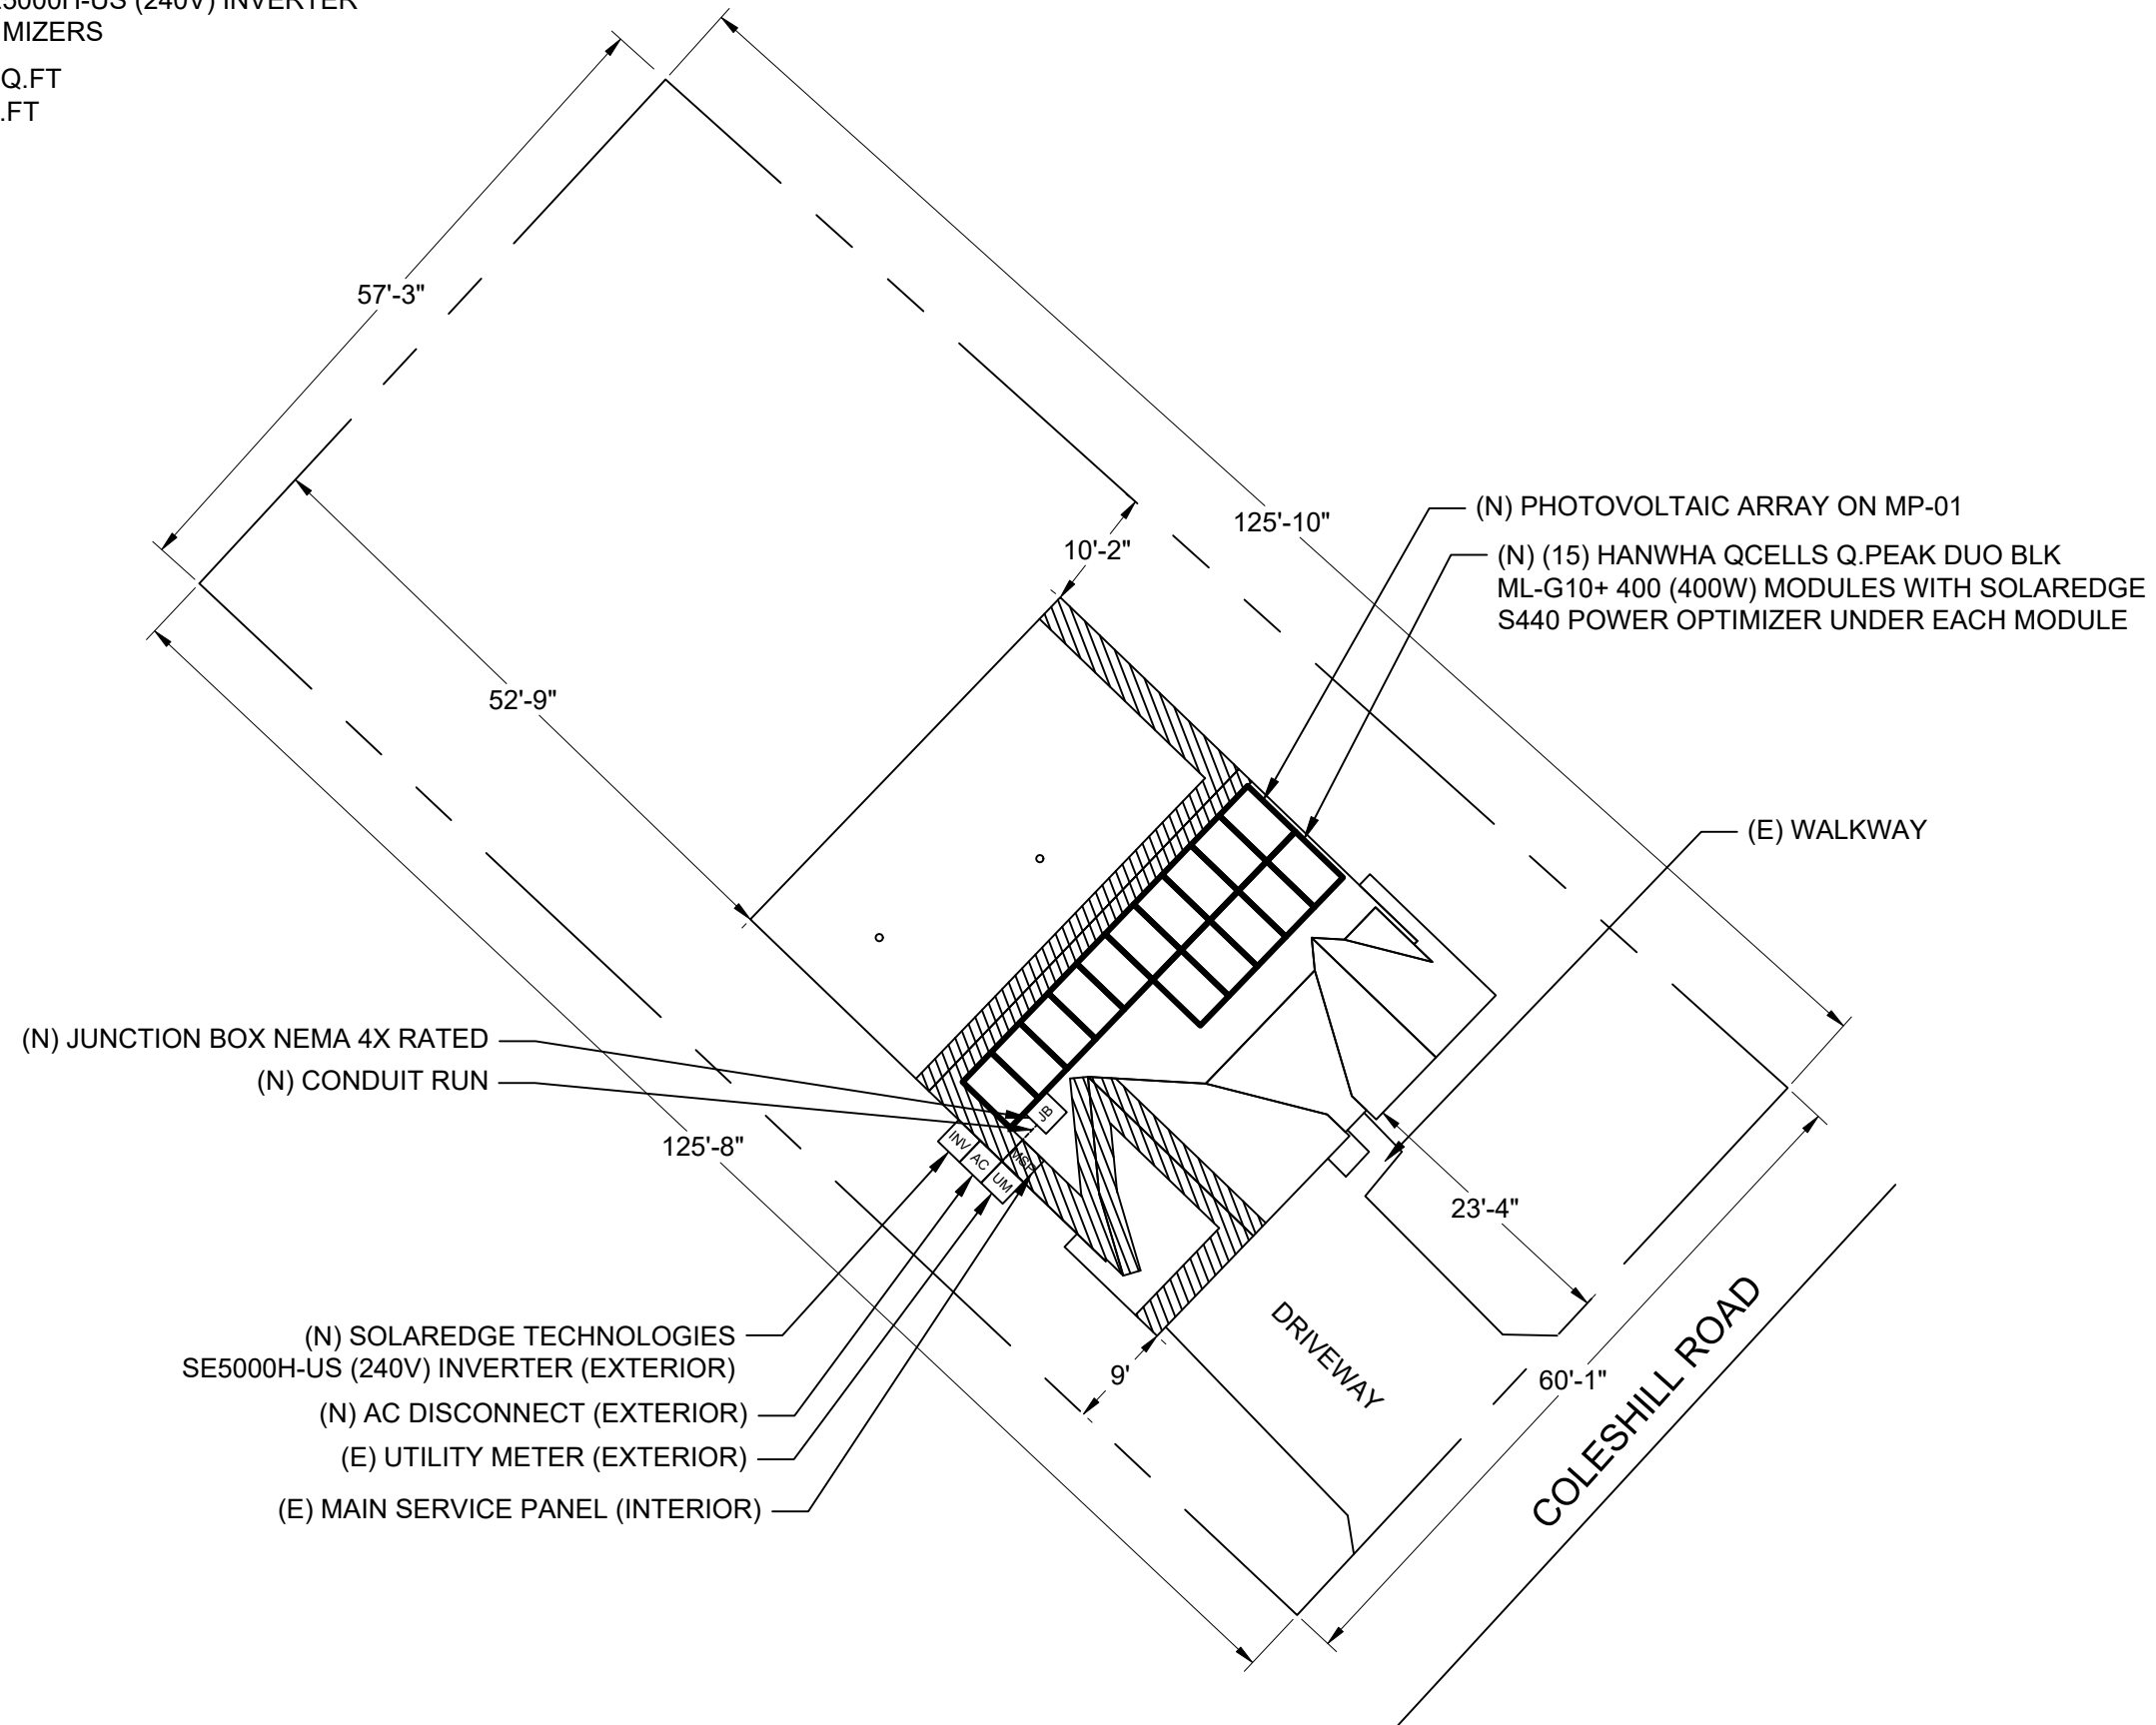 5000H-US (240V) INVERTER
MIZERS
Q.FT
.FT
57'-3"
125'-10"
10'-2"
(N) PHOTOVOLTAIC ARRAY ON MP-01
(N) (15) HANWHA QCELLS Q.PEAK DUO BLK
ML-G10+ 400 (400W) MODULES WITH SOLAREDGE
S440 POWER OPTIMIZER UNDER EACH MODULE
52'-9"
(E) WALKWAY
(N) JUNCTION BOX NEMA 4X RATED
(N) CONDUIT RUN
JB
INV
AC
UM
MSP
125'-8"
23'-4"
(N) SOLAREDGE TECHNOLOGIES
SE5000H-US (240V) INVERTER (EXTERIOR)
(N) AC DISCONNECT (EXTERIOR)
(E) UTILITY METER (EXTERIOR)
(E) MAIN SERVICE PANEL (INTERIOR)
9'
DRIVEWAY
60'-1"
COLESHILL ROAD